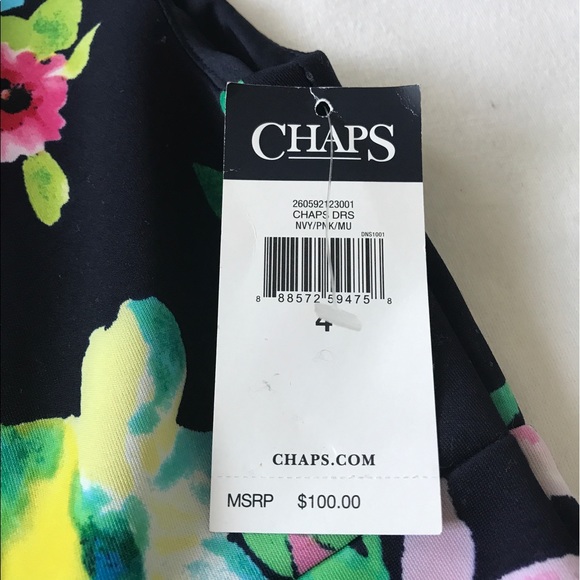 CHAPS
260592123001
CHAPS DRS
NVY/PNK/MU
DNS1001
8 88572 59475 8
4
CHAPS.COM
MSRP $100.00